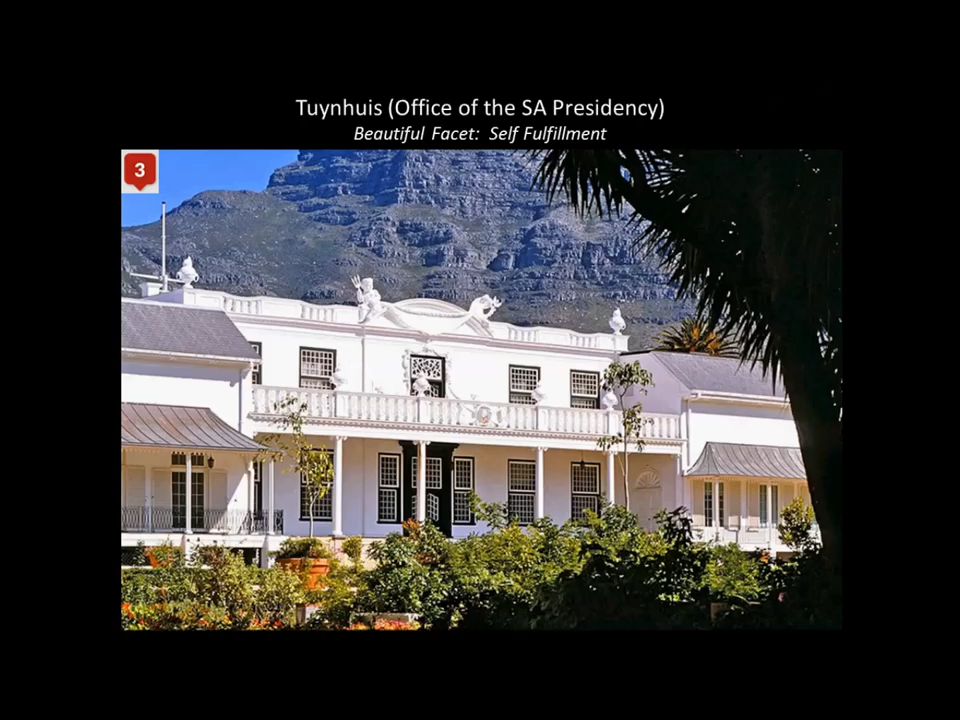 Tuynhuis (Office of the SA Presidency)
Beautiful Facet: Self Fulfillment
3